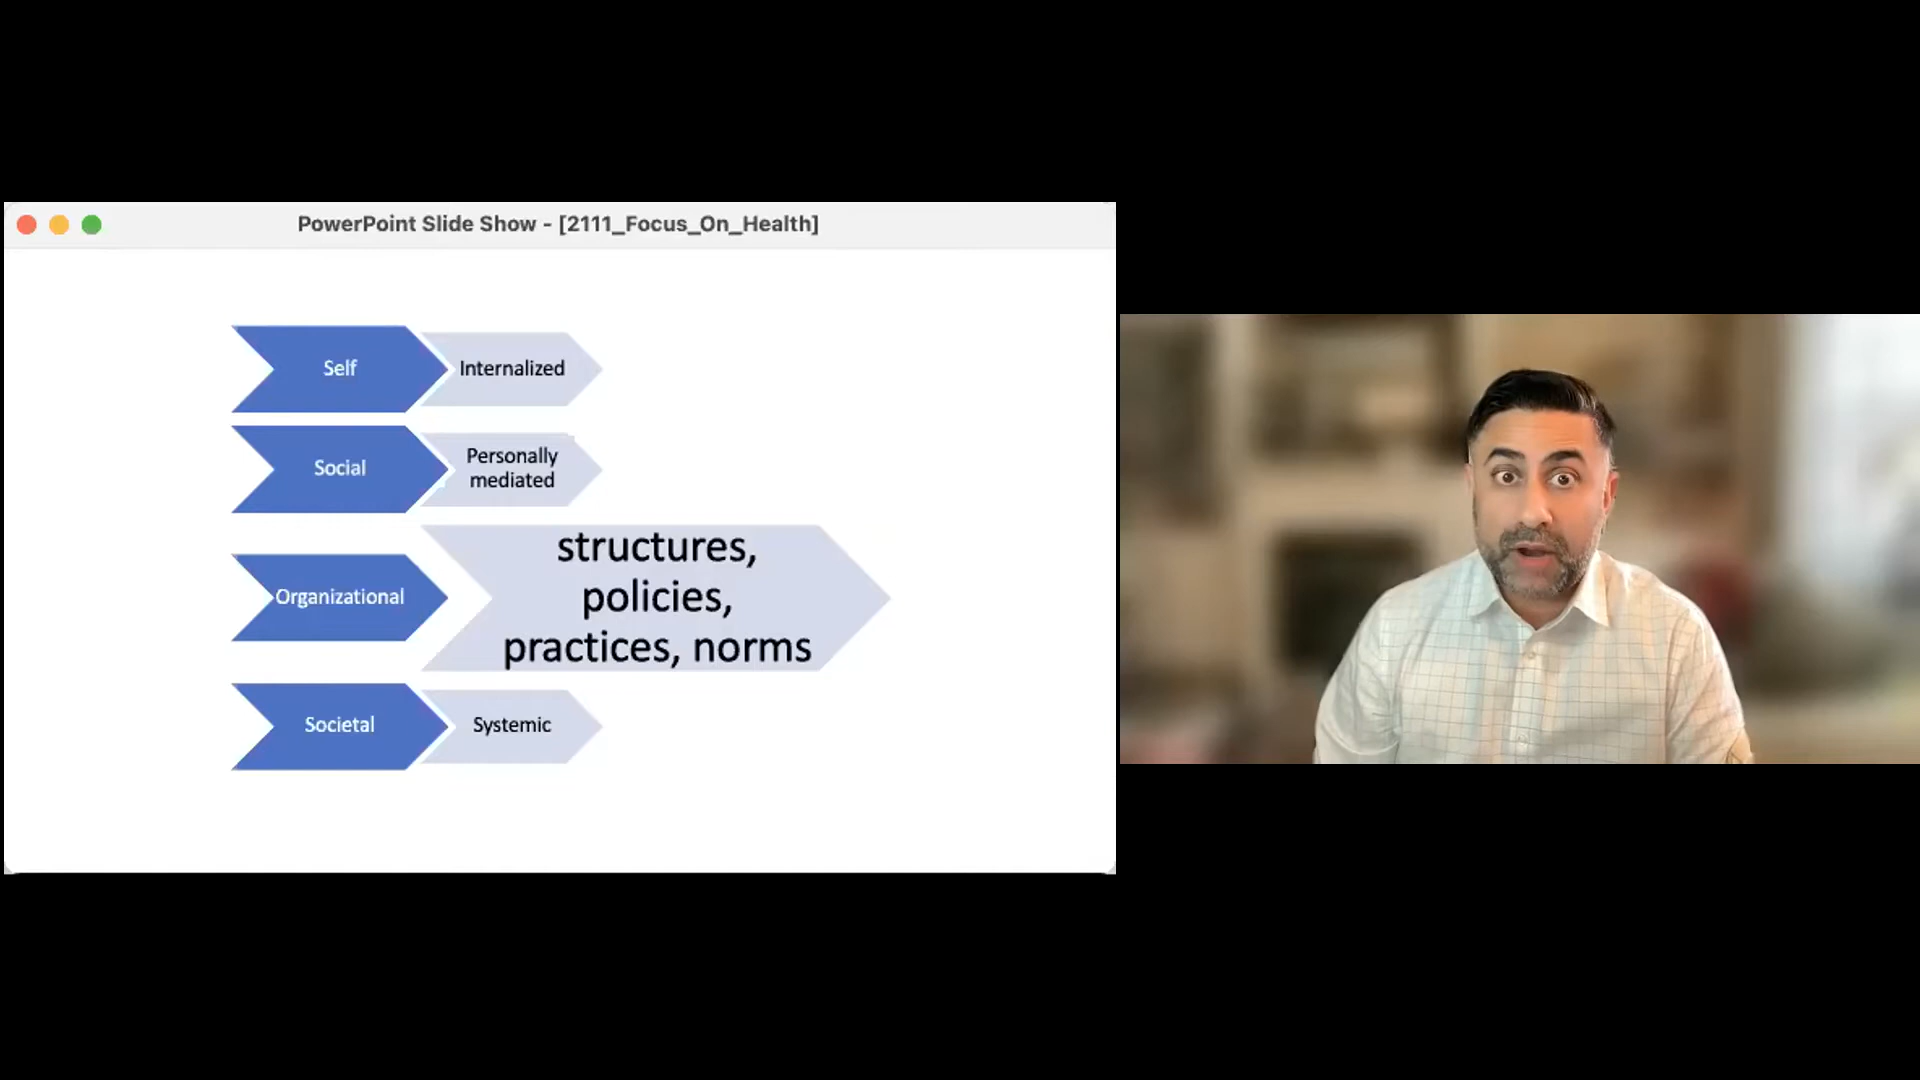 PowerPoint Slide Show - [2111_Focus_On_Health]
Self
Internalized
Social
Personally
mediated
Organizational
structures,
policies,
practices, norms
Societal
Systemic